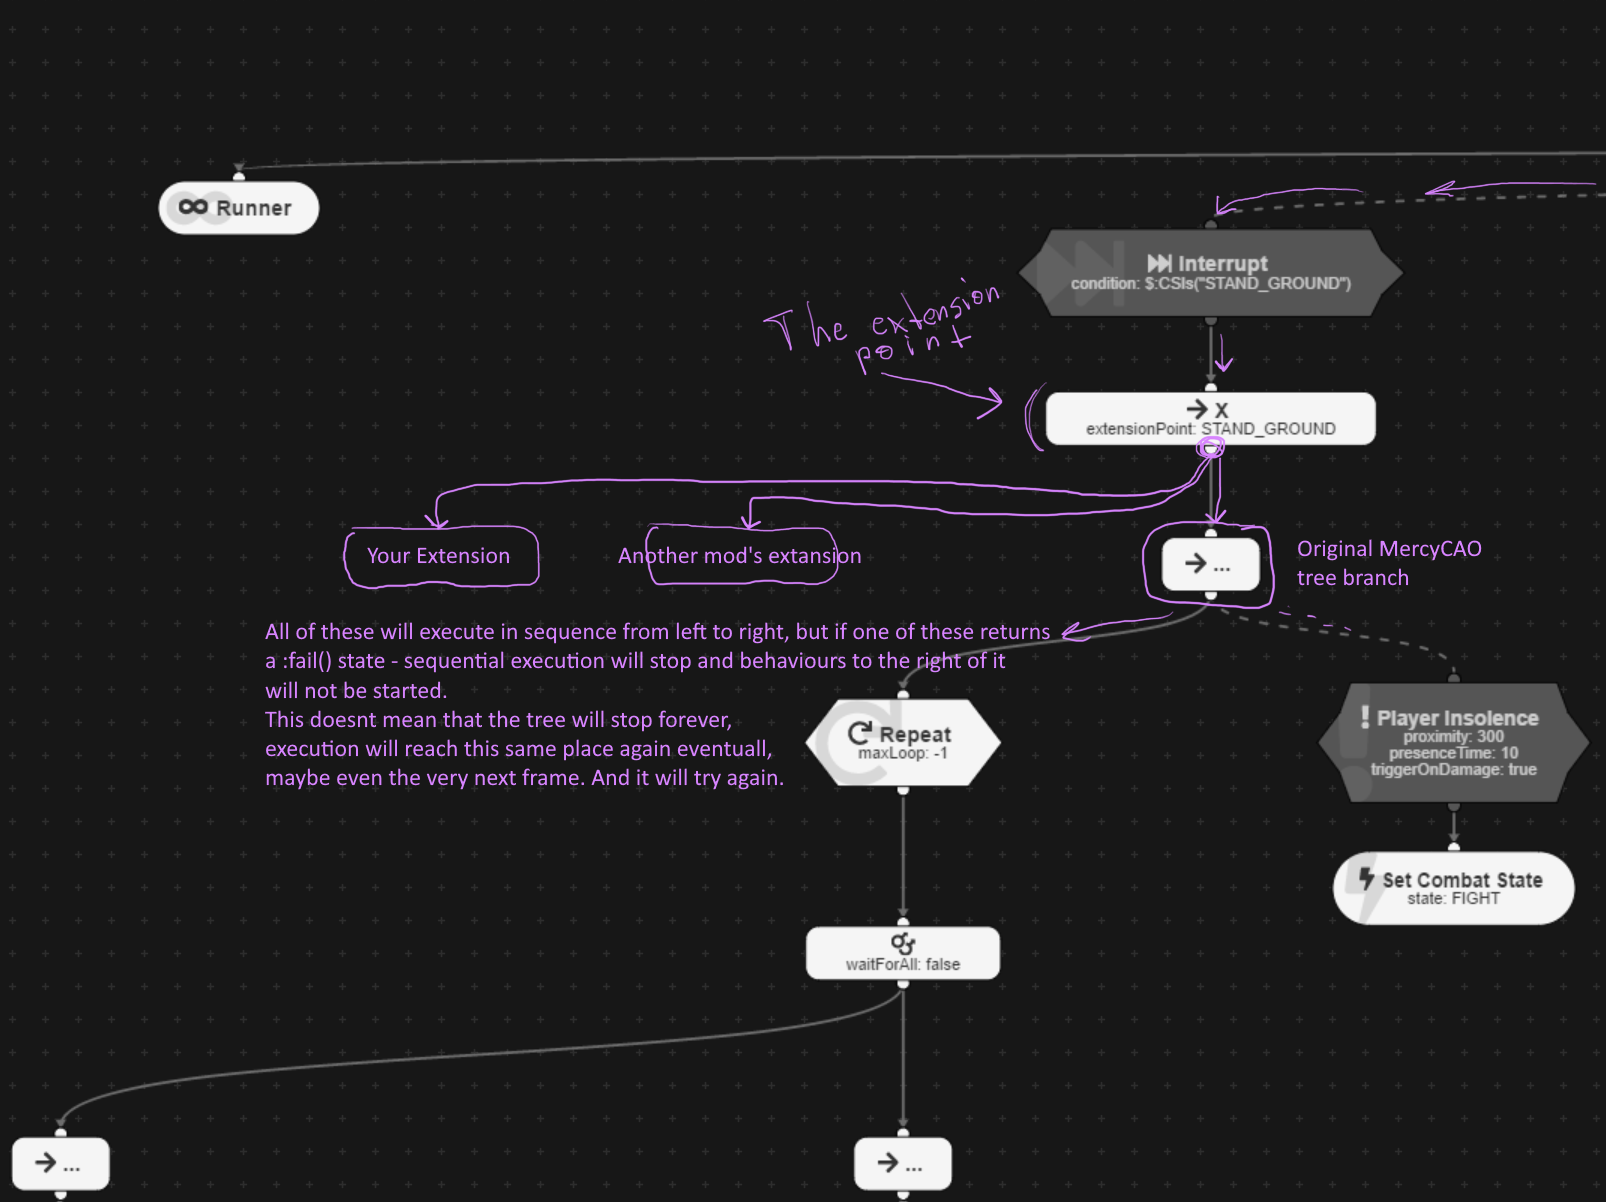 Runner
Interrupt
condition: $:CSIs("STAND_GROUND")
The extension
point
X
extensionPoint: STAND_GROUND
Your Extension
Another mod's extansion
...
Original MercyCAO
tree branch
All of these will execute in sequence from left to right, but if one of these returns
a :fail() state - sequential execution will stop and behaviours to the right of it
will not be started.
This doesnt mean that the tree will stop forever,
execution will reach this same place again eventuall,
maybe even the very next frame. And it will try again.
Repeat
maxLoop: -1
Player Insolence
proximity: 300
presenceTime: 10
triggerOnDamage: true
Set Combat State
state: FIGHT
waitForAll: false
...
...